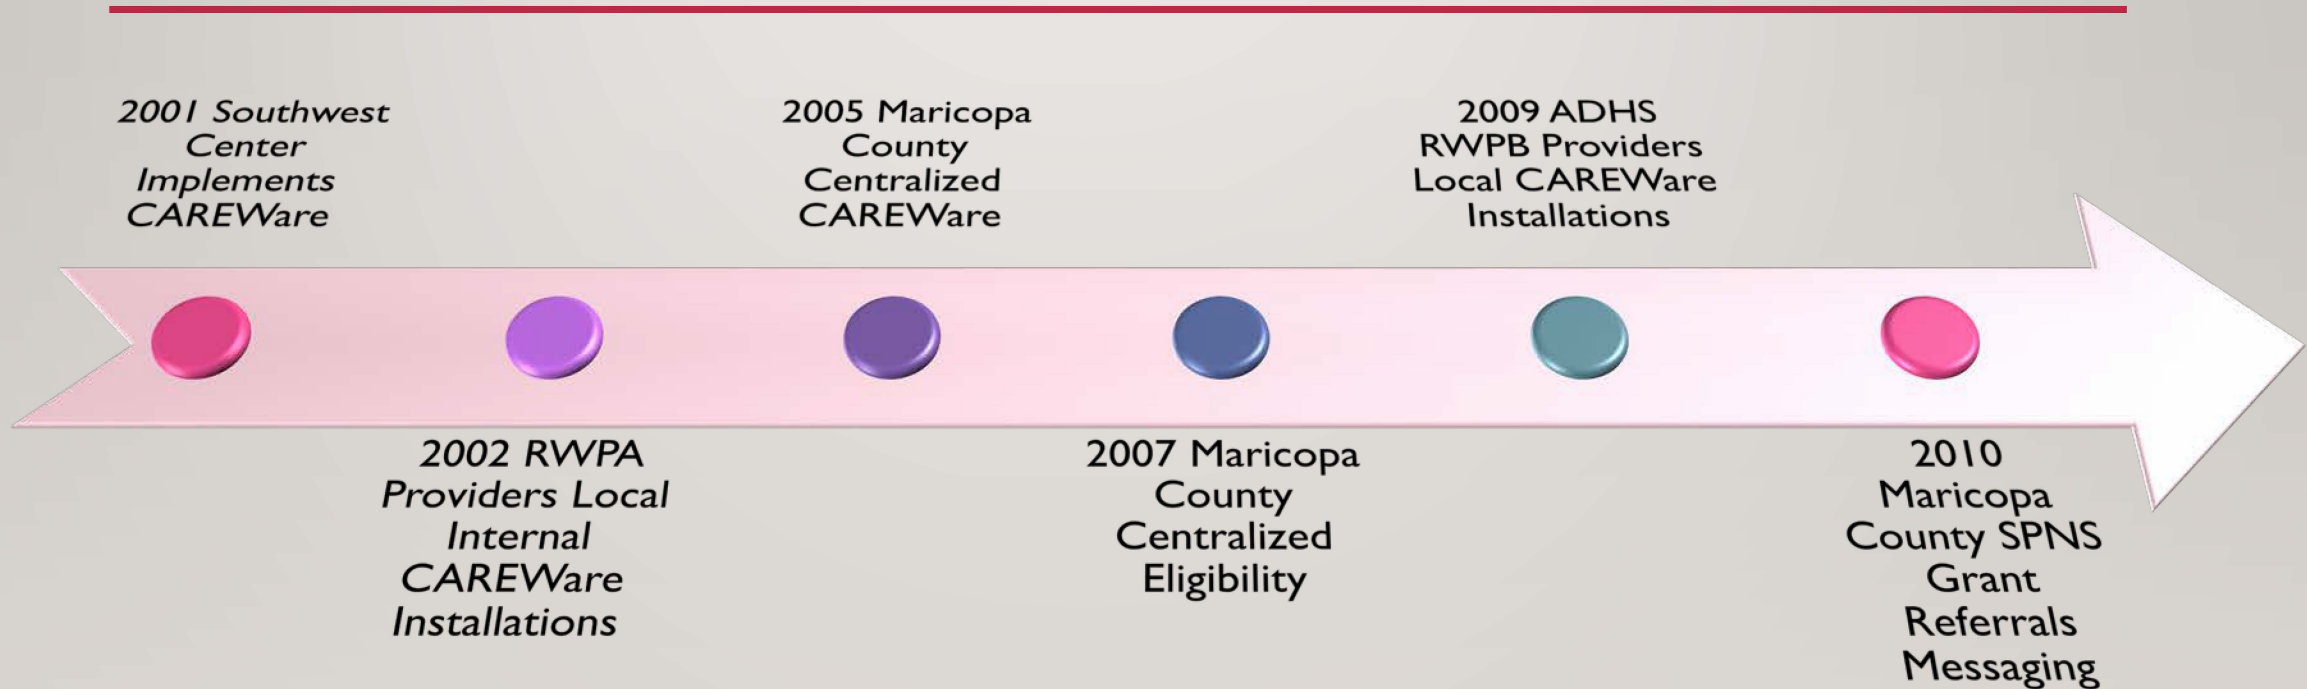 2001 Southwest
Center
Implements
CAREWare
2002 RWPA
Providers Local
Internal
CAREWare
Installations
2005 Maricopa
County
Centralized
CAREWare
2007 Maricopa
County
Centralized
Eligibility
2009 ADHS
RWPB Providers
Local CAREWare
Installations
2010
Maricopa
County SPNS
Grant
Referrals
Messaging